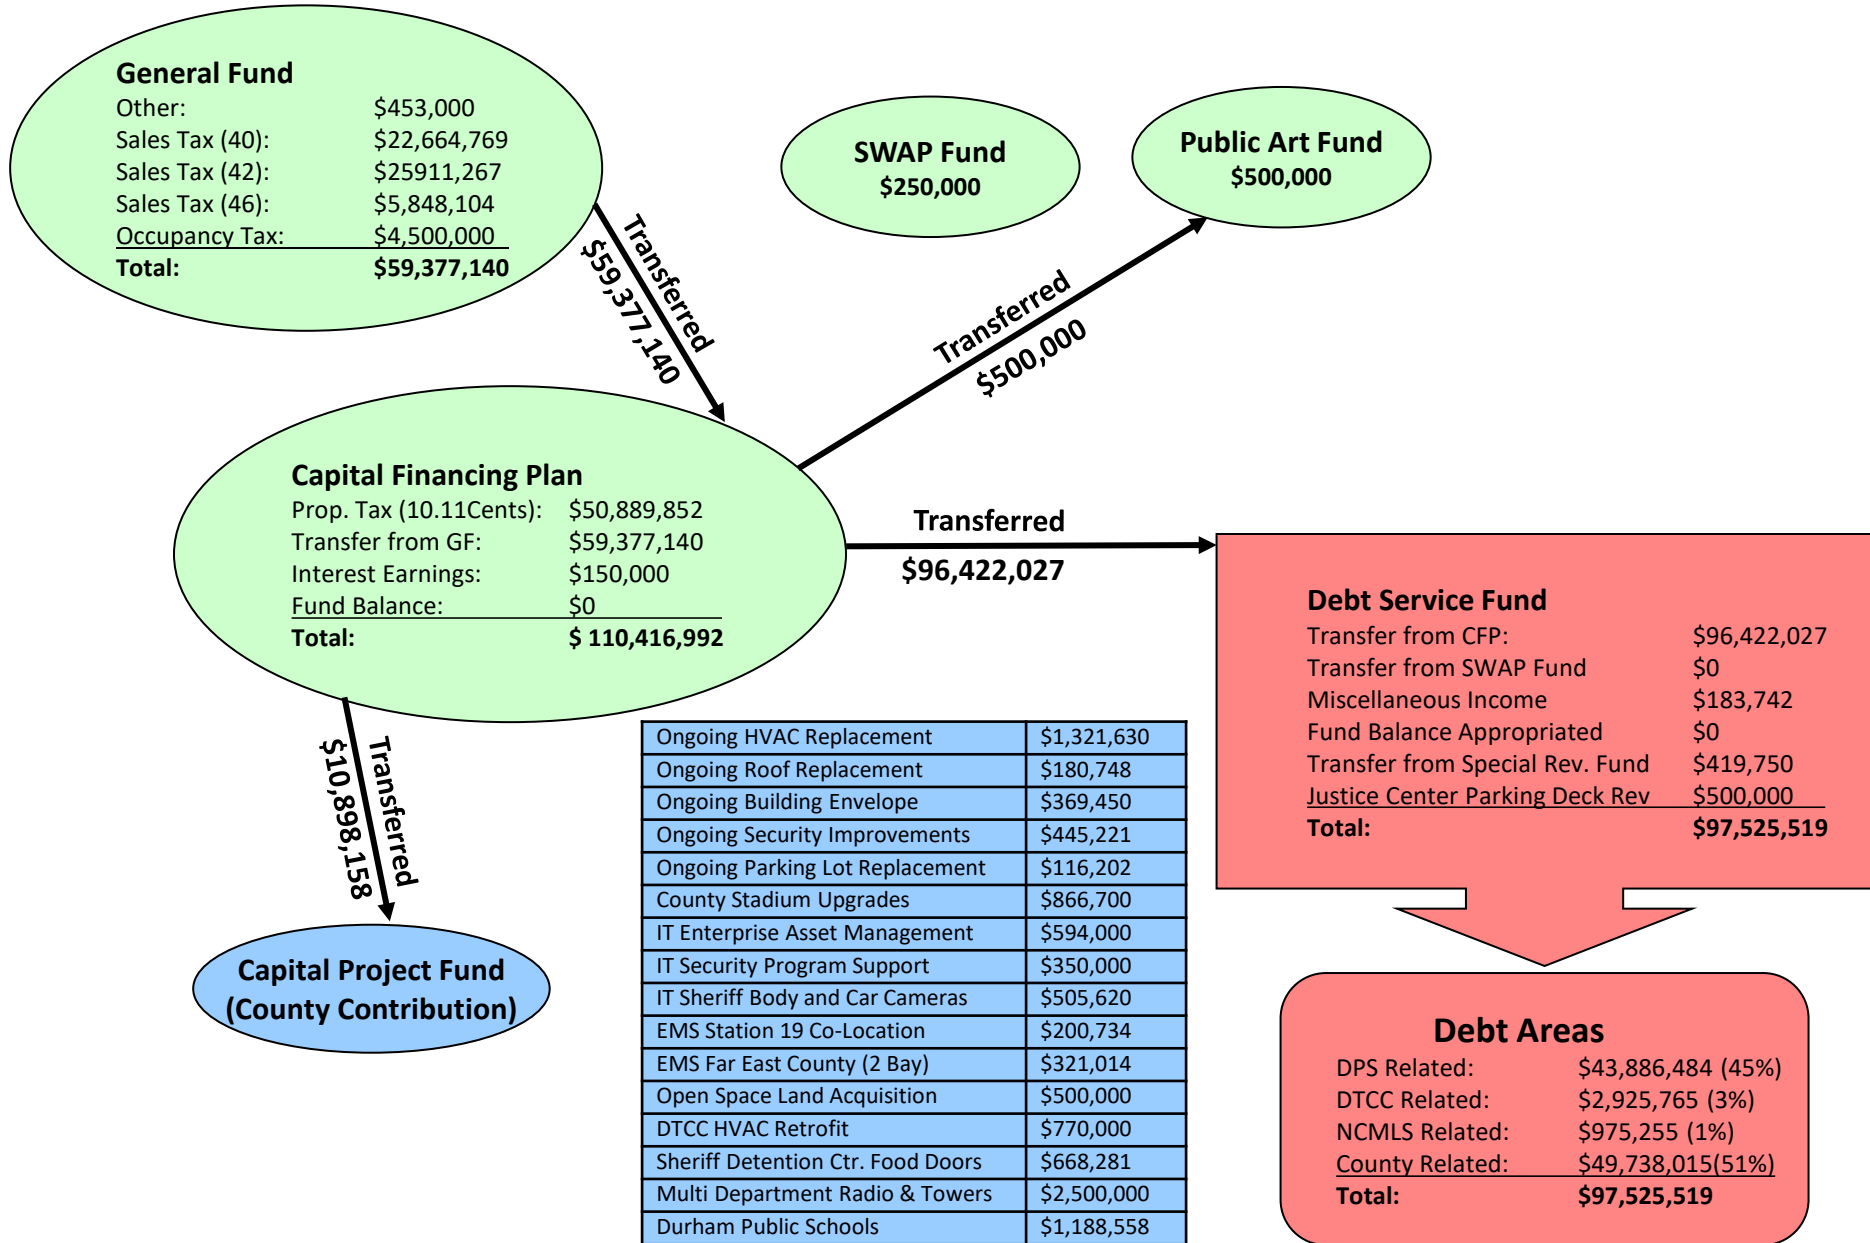 General Fund
Other: $453,000
Sales Tax (40): $22,664,769
Sales Tax (42): $25911,267
Sales Tax (46): $5,848,104
Occupancy Tax: $4,500,000
Total: $59,377,140
SWAP Fund
$250,000
Public Art Fund
$500,000
Transferred
$59,377,140
Transferred
$500,000
Capital Financing Plan
Prop. Tax (10.11Cents): $50,889,852
Transfer from GF: $59,377,140
Interest Earnings: $150,000
Fund Balance: $0
Total: $ 110,416,992
Transferred
$96,422,027
Debt Service Fund
Transfer from CFP: $96,422,027
Transfer from SWAP Fund $0
Miscellaneous Income $183,742
Fund Balance Appropriated $0
Transfer from Special Rev. Fund $419,750
Justice Center Parking Deck Rev $500,000
Total: $97,525,519
Transferred
$10,898,158
Capital Project Fund
(County Contribution)
Ongoing HVAC Replacement $1,321,630
Ongoing Roof Replacement $180,748
Ongoing Building Envelope $369,450
Ongoing Security Improvements $445,221
Ongoing Parking Lot Replacement $116,202
County Stadium Upgrades $866,700
IT Enterprise Asset Management $594,000
IT Security Program Support $350,000
IT Sheriff Body and Car Cameras $505,620
EMS Station 19 Co-Location $200,734
EMS Far East County (2 Bay) $321,014
Open Space Land Acquisition $500,000
DTCC HVAC Retrofit $770,000
Sheriff Detention Ctr. Food Doors $668,281
Multi Department Radio & Towers $2,500,000
Durham Public Schools $1,188,558
Debt Areas
DPS Related: $43,886,484 (45%)
DTCC Related: $2,925,765 (3%)
NCMLS Related: $975,255 (1%)
County Related: $49,738,015(51%)
Total: $97,525,519